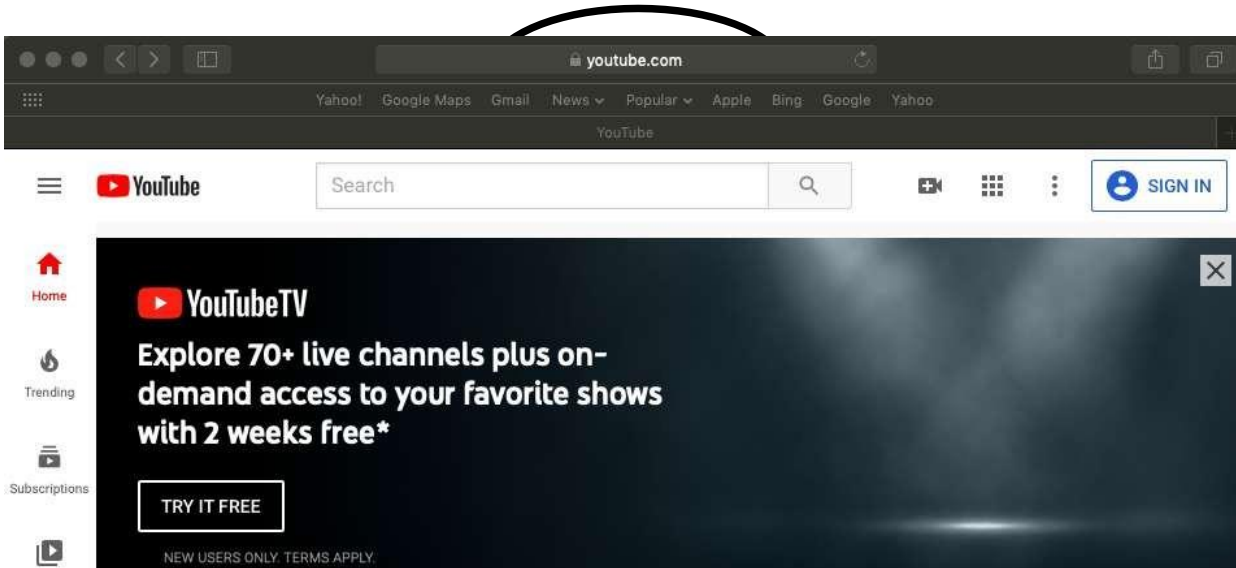 youtube.com
Yahoo! Google Maps Gmail News Popular Apple Bing Google Yahoo
YouTube
YouTube Search SIGN IN
Home
YouTubeTV
Explore 70+ live channels plus on-
demand access to your favorite shows
with 2 weeks free*
Trending
Subscriptions
TRY IT FREE
NEW USERS ONLY. TERMS APPLY.